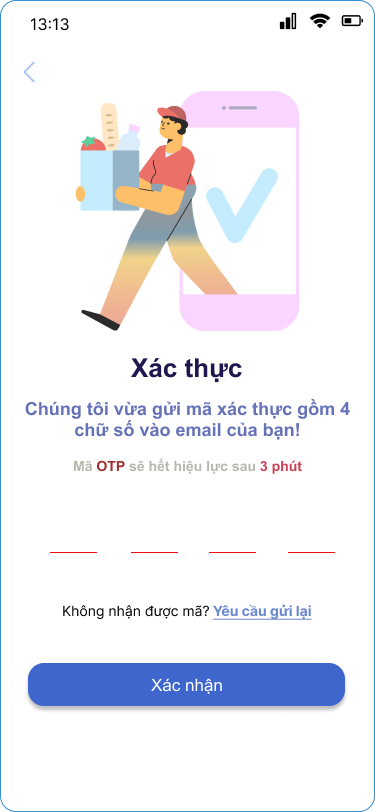 13:13
Xác thực
Chúng tôi vừa gửi mã xác thực gồm 4
chữ số vào email của bạn!
Mã OTP sẽ hết hiệu lực sau 3 phút
Không nhận được mã? Yêu cầu gửi lại
Xác nhận